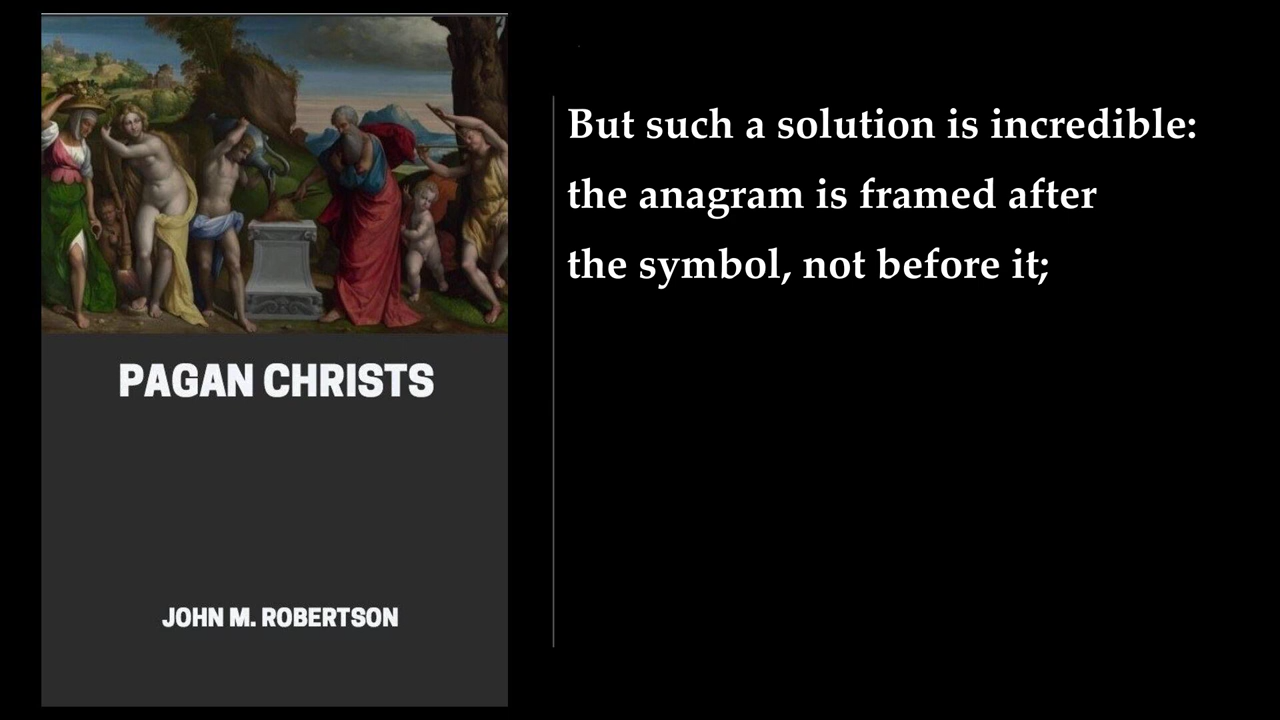 PAGAN CHRISTS
JOHN M. ROBERTSON
But such a solution is incredible:
the anagram is framed after
the symbol, not before it;